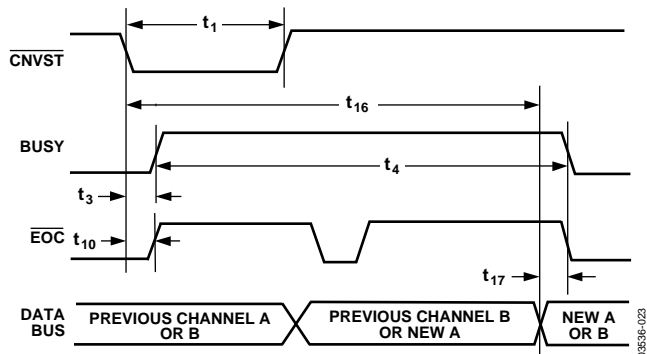 t1
CNVST
t16
BUSY
t4
t3
EOC
t10
t17
DATA
BUS
PREVIOUS CHANNEL A
OR B
PREVIOUS CHANNEL B
OR NEW A
NEW A
OR B
03536-023